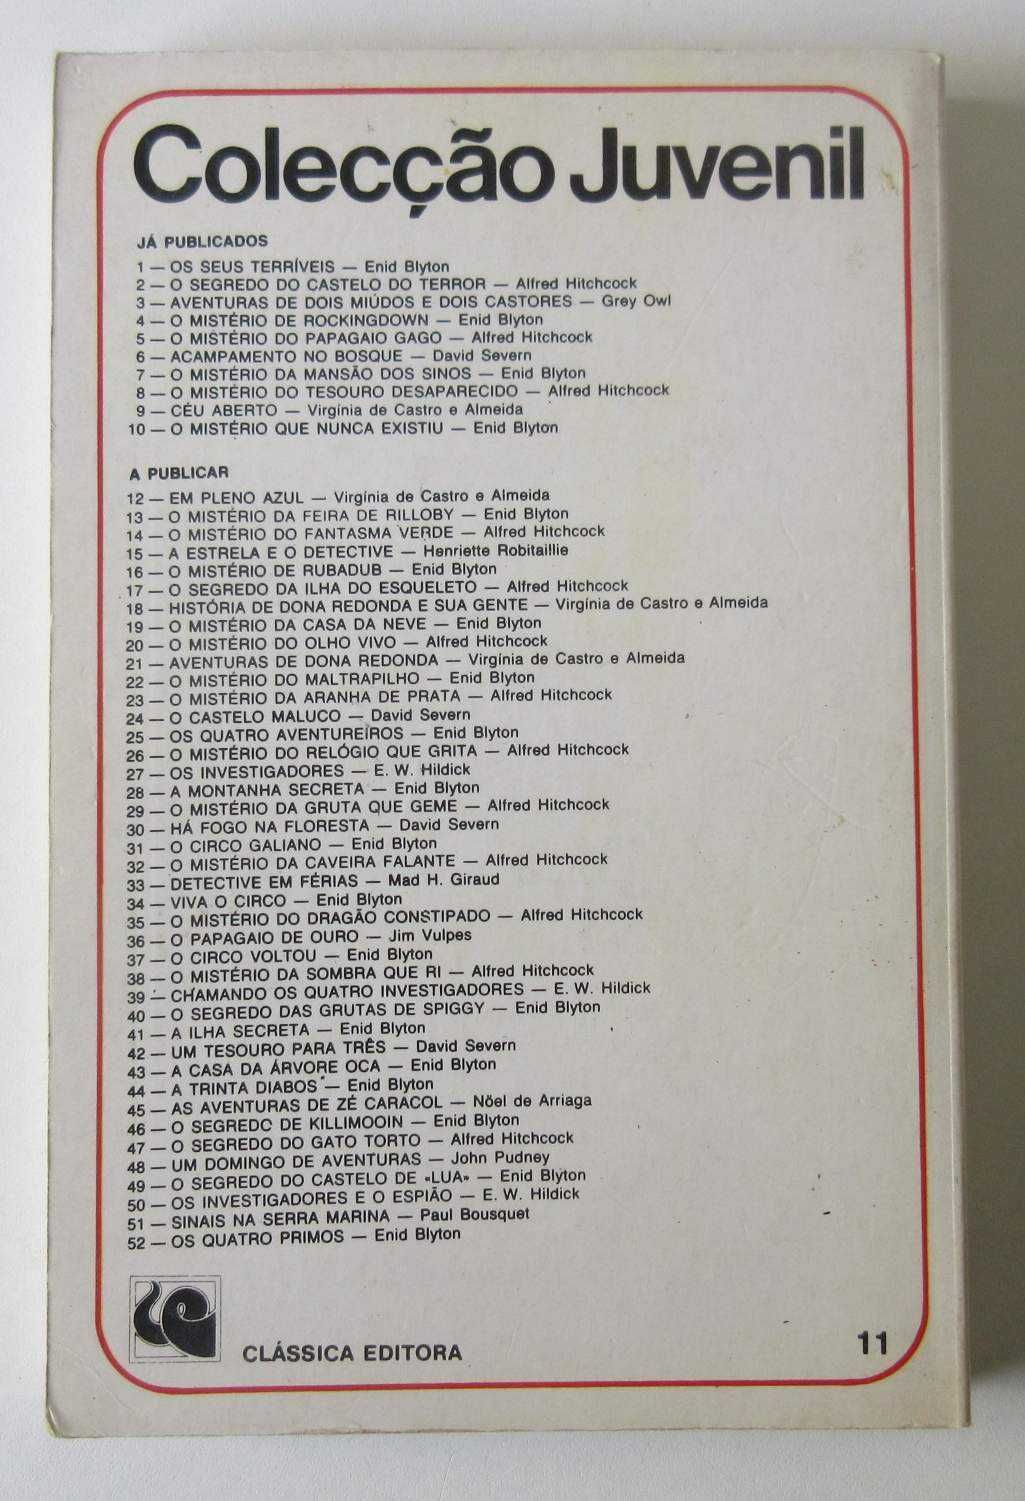 Colecção Juvenil
JÁ PUBLICADOS
1 — OS SEUS TERRÍVEIS — Enid Blyton
2 — O SEGREDO DO CASTELO DO TERROR — Alfred Hitchcock
3 — AVENTURAS DE DOIS MIÚDOS E DOIS CASTORES — Grey Owl
4 — O MISTÉRIO DE ROCKINGDOWN — Enid Blyton
5 — O MISTÉRIO DO PAPAGAIO GAGO — Alfred Hitchcock
6 — ACAMPAMENTO NO BOSQUE — David Severn
7 — O MISTÉRIO DA MANSÃO DOS SINOS — Enid Blyton
8 — O MISTÉRIO DO TESOURO DESAPARECIDO — Alfred Hitchcock
9 — CÉU ABERTO — Virgínia de Castro e Almeida
10 — O MISTÉRIO QUE NUNCA EXISTIU — Enid Blyton
A PUBLICAR
12 — EM PLENO AZUL — Virgínia de Castro e Almeida
13 — O MISTÉRIO DA FEIRA DE RILLOBY — Enid Blyton
14 — O MISTÉRIO DO FANTASMA VERDE — Alfred Hitchcock
15 — A ESTRELA E O DETECTIVE — Henriette Robitaillie
16 — O MISTÉRIO DE RUBADUB — Enid Blyton
17 — O SEGREDO DA ILHA DO ESQUELETO — Alfred Hitchcock
18 — HISTÓRIA DE DONA REDONDA E SUA GENTE — Virgínia de Castro e Almeida
19 — O MISTÉRIO DA CASA DA NEVE — Enid Blyton
20 — O MISTÉRIO DO OLHO VIVO — Alfred Hitchcock
21 — AVENTURAS DE DONA REDONDA — Virgínia de Castro e Almeida
22 — O MISTÉRIO DO MALTRAPILHO — Enid Blyton
23 — O MISTÉRIO DA ARANHA DE PRATA — Alfred Hitchcock
24 — O CASTELO MALUCO — David Severn
25 — OS QUATRO AVENTUREIROS — Enid Blyton
26 — O MISTÉRIO DO RELÓGIO QUE GRITA — Alfred Hitchcock
27 — OS INVESTIGADORES — E. W. Hildick
28 — A MONTANHA SECRETA — Enid Blyton
29 — O MISTÉRIO DA GRUTA QUE GEME — Alfred Hitchcock
30 — HÁ FOGO NA FLORESTA — David Severn
31 — O CIRCO GALIANO — Enid Blyton
32 — O MISTÉRIO DA CAVEIRA FALANTE — Alfred Hitchcock
33 — DETECTIVE EM FÉRIAS — Mad H. Giraud
34 — VIVA O CIRCO — Enid Blyton
35 — O MISTÉRIO DO DRAGÃO CONSTIPADO — Alfred Hitchcock
36 — O PAPAGAIO DE OURO — Jim Vulpes
37 — O CIRCO VOLTOU — Enid Blyton
38 — O MISTÉRIO DA SOMBRA QUE RI — Alfred Hitchcock
39 — CHAMANDO OS QUATRO INVESTIGADORES — E. W. Hildick
40 — O SEGREDO DAS GRUTAS DE SPIGGY — Enid Blyton
41 — A ILHA SECRETA — Enid Blyton
42 — UM TESOURO PARA TRÊS — David Severn
43 — A CASA DA ÁRVORE OCA — Enid Blyton
44 — A TRINTA DIABOS — Enid Blyton
45 — AS AVENTURAS DE ZÉ CARACOL — Nöel de Arriaga
46 — O SEGREDO DE KILLIMOOIN — Enid Blyton
47 — O SEGREDO DO GATO TORTO — Alfred Hitchcock
48 — UM DOMINGO DE AVENTURAS — John Pudney
49 — O SEGREDO DO CASTELO DE «LUA» — Enid Blyton
50 — OS INVESTIGADORES E O ESPIÃO — E. W. Hildick
51 — SINAIS NA SERRA MARINA — Paul Bousquet
52 — OS QUATRO PRIMOS — Enid Blyton
CLÁSSICA EDITORA
11